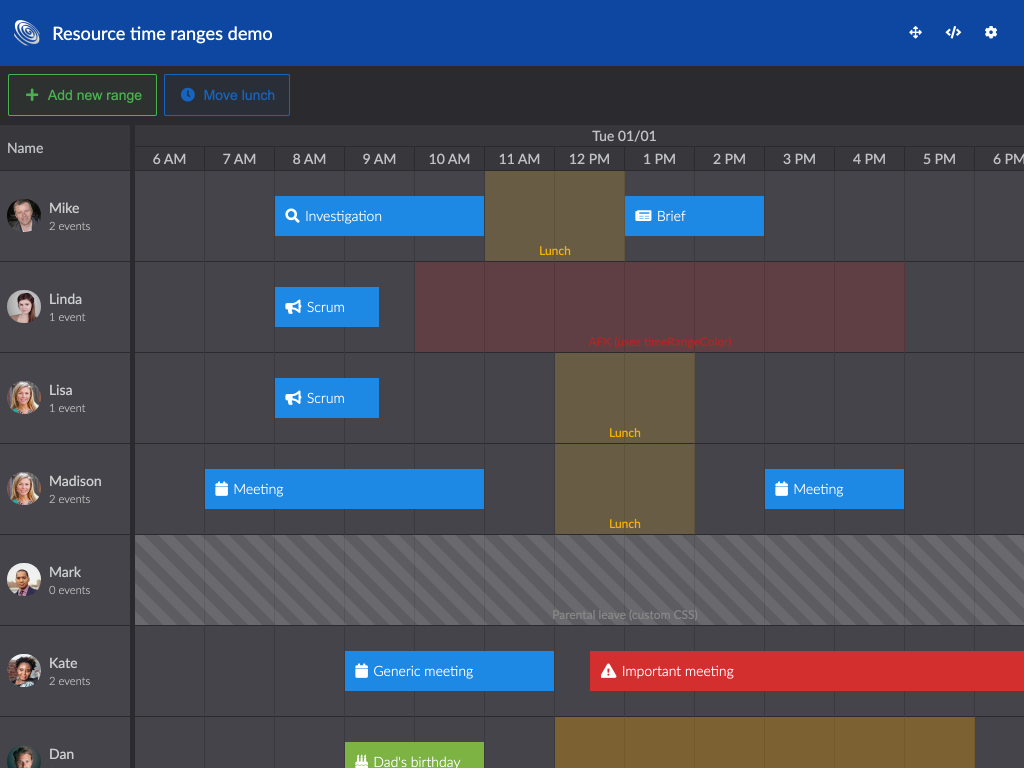 Resource time ranges demo
Add new range
Move lunch
Name
Tue 01/01
6 AM 7 AM 8 AM 9 AM 10 AM 11 AM 12 PM 1 PM 2 PM 3 PM 4 PM 5 PM 6 PM
Mike
2 events
Investigation
Brief
Lunch
Linda
1 event
Scrum
AFK (uses timeRangeColor)
Lisa
1 event
Scrum
Lunch
Madison
2 events
Meeting
Meeting
Lunch
Mark
0 events
Parental leave (custom CSS)
Kate
2 events
Generic meeting
Important meeting
Dan
Dad's birthday